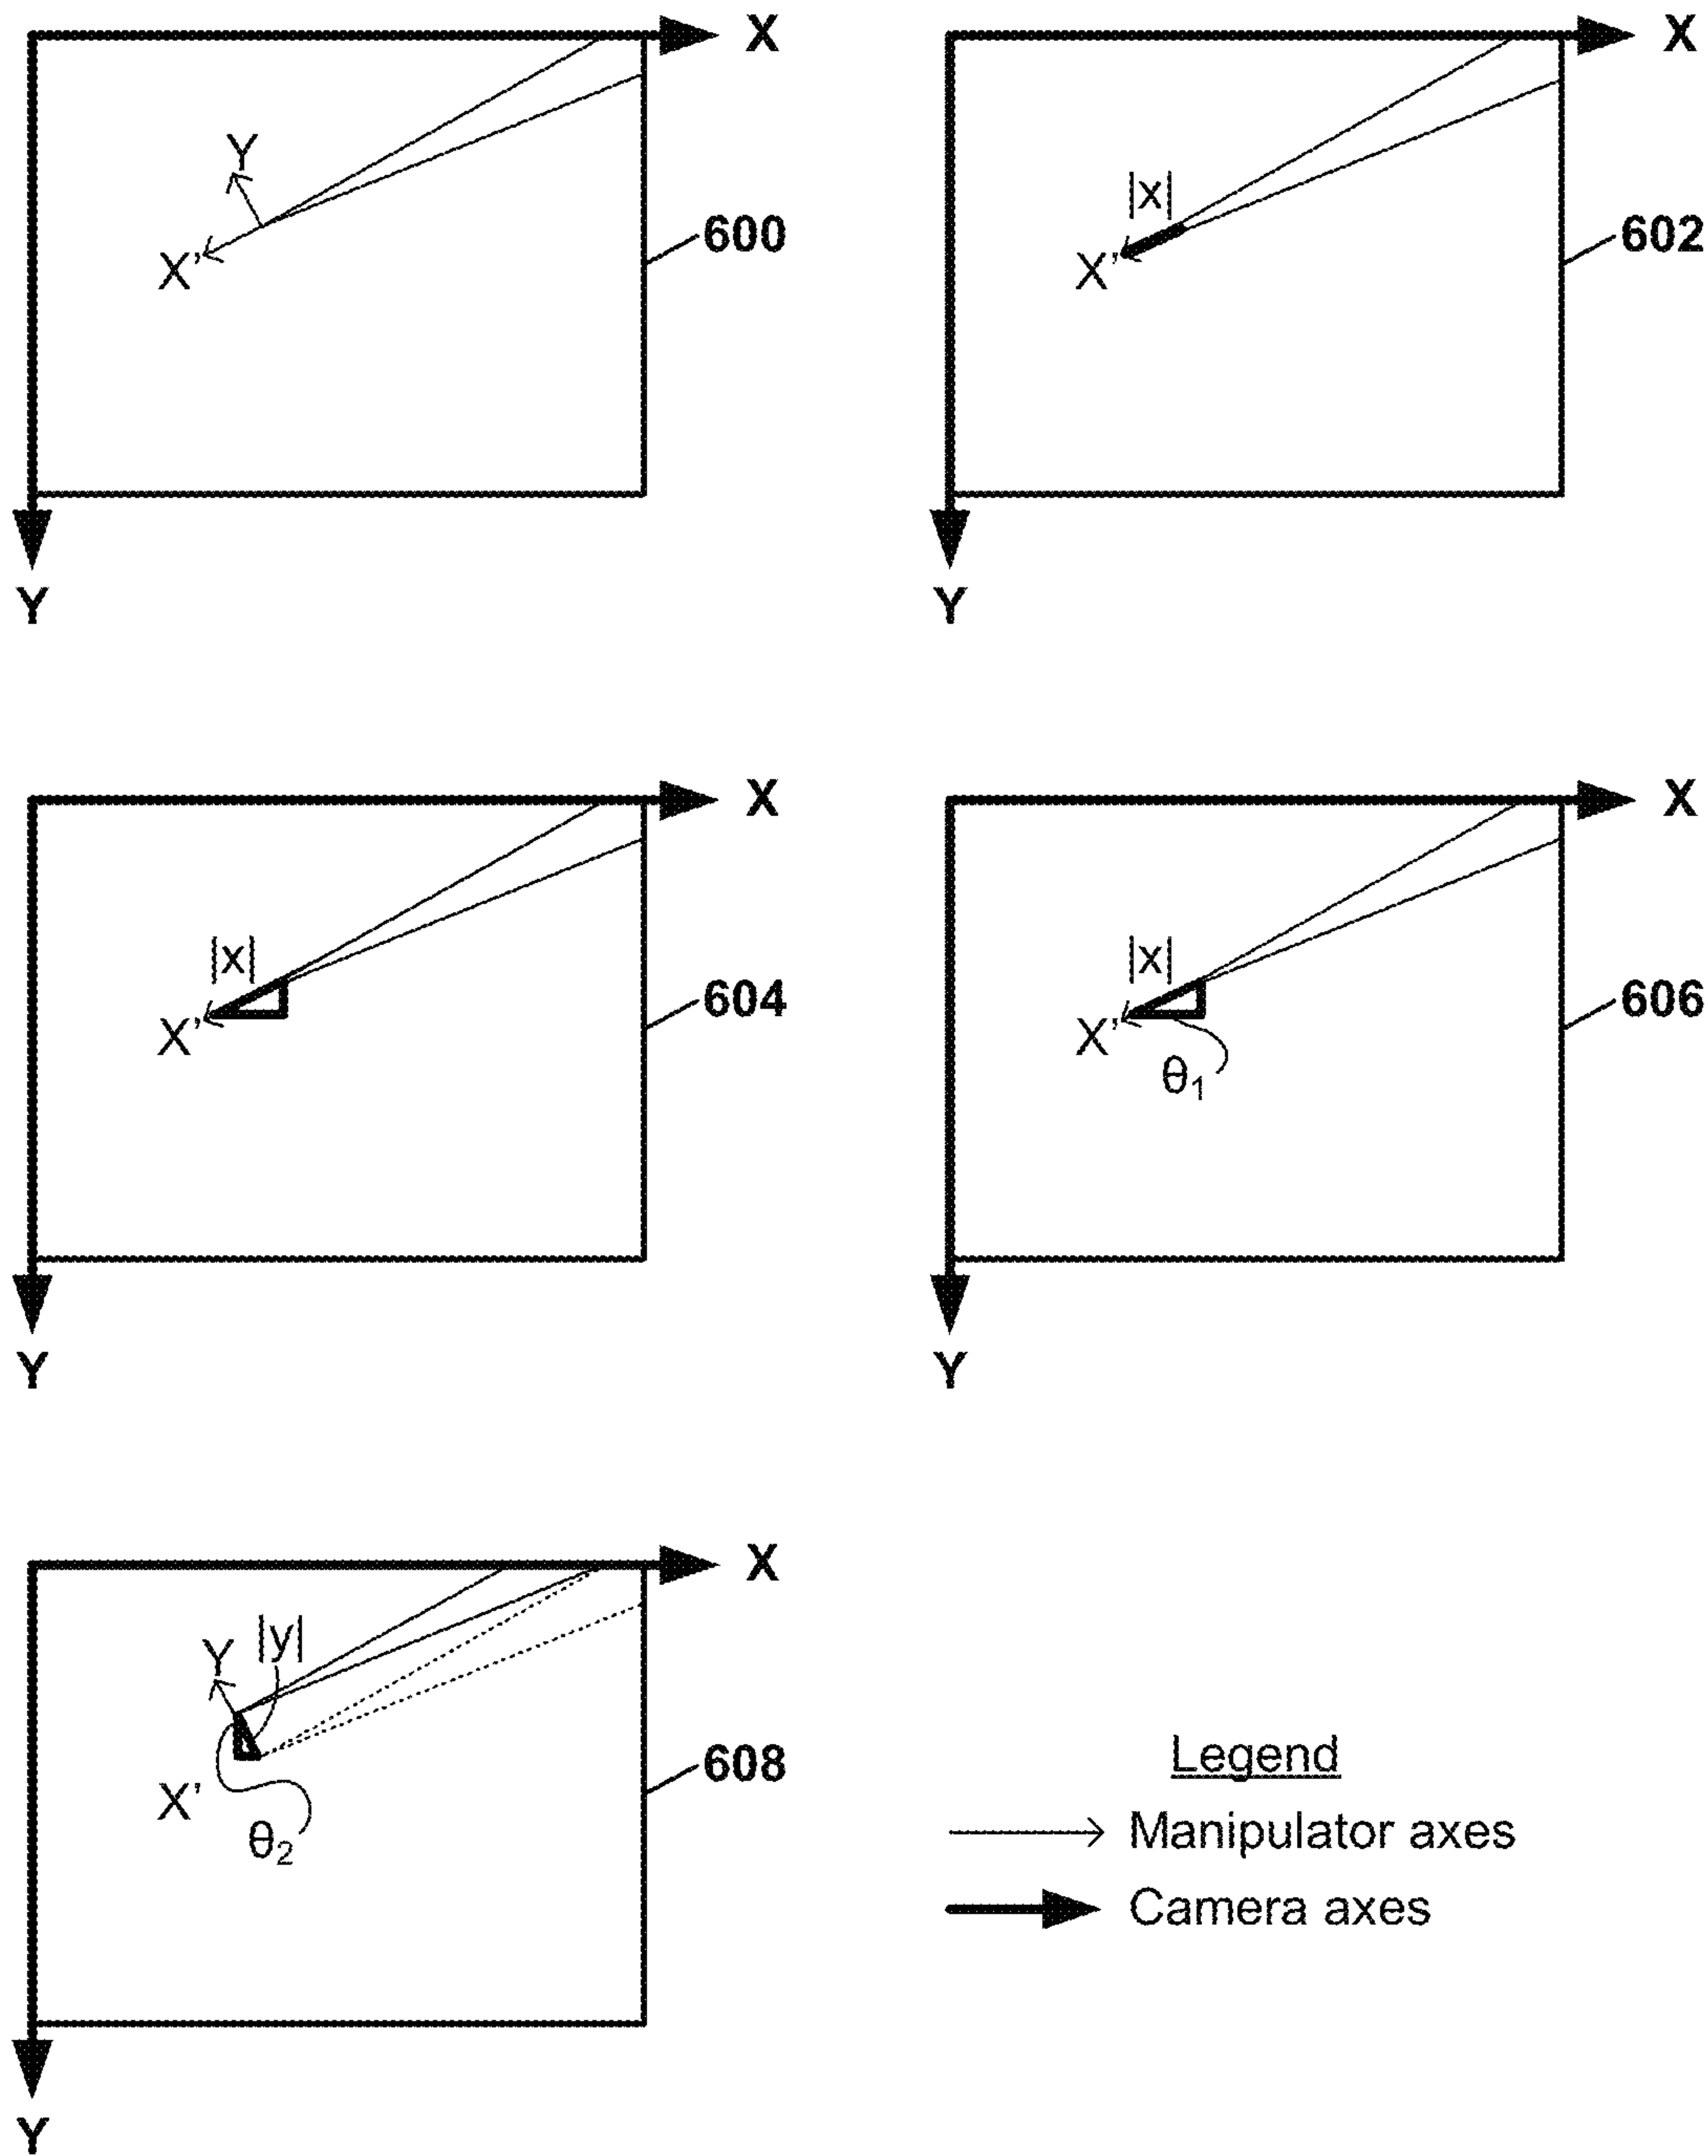 X
Y
X'
600
Y
X
|x|
X'
602
Y
X
|x|
X'
604
Y
X
|x|
X'
θ₁
606
Y
X
Y
|y|
X'
θ₂
608
Y
Legend
Manipulator axes
Camera axes